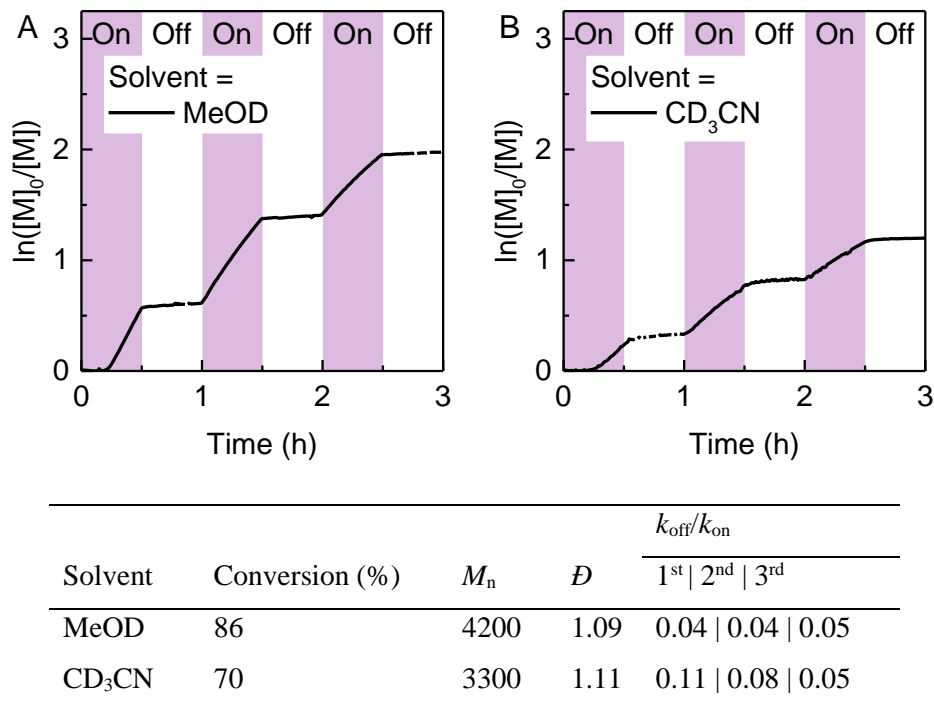 A
On Off On Off On Off
Solvent =
MeOD
ln([M]₀/[M])
3
2
1
0
0 1 2 3
Time (h)
B
On Off On Off On Off
Solvent =
CD₃CN
ln([M]₀/[M])
3
2
1
0
0 1 2 3
Time (h)
k_off/k_on
Solvent Conversion (%) Mₙ Đ 1ˢᵗ | 2ⁿᵈ | 3ʳᵈ
MeOD 86 4200 1.09 0.04 | 0.04 | 0.05
CD₃CN 70 3300 1.11 0.11 | 0.08 | 0.05